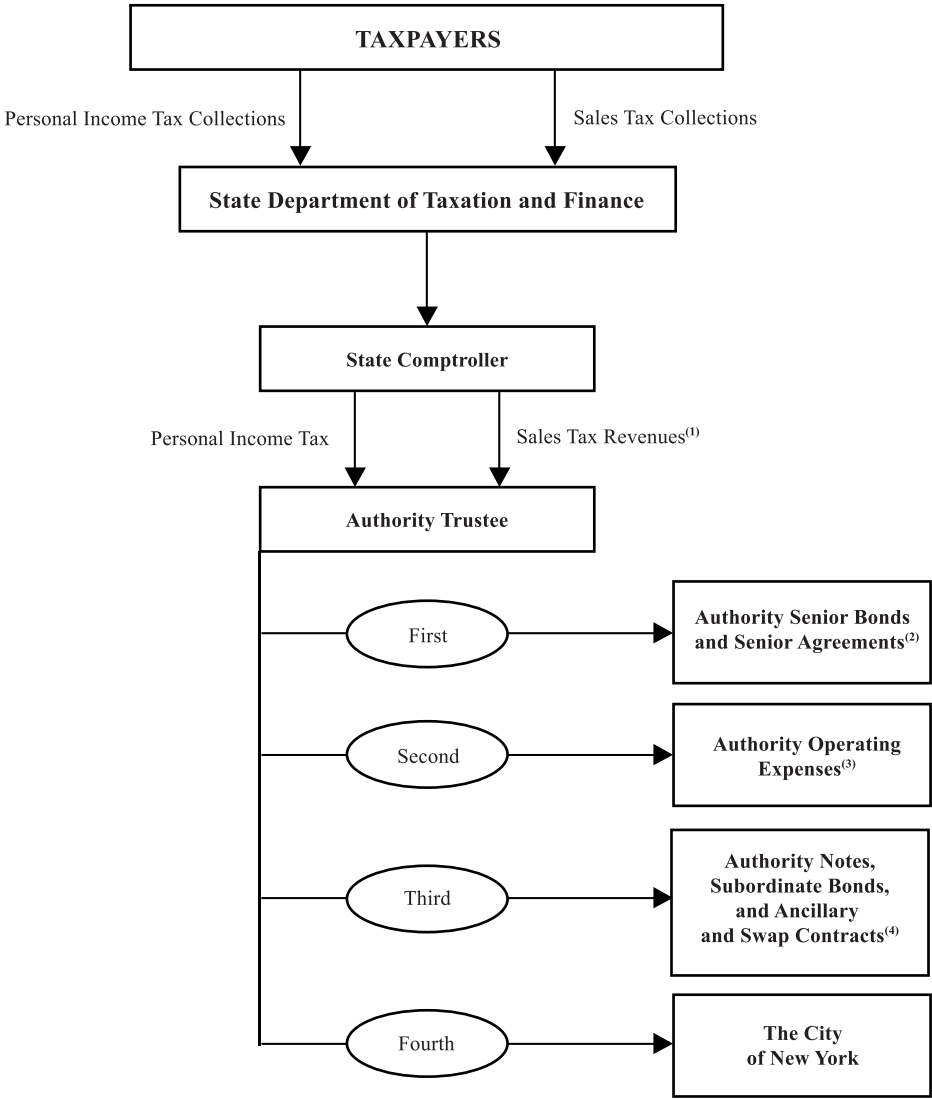 TAXPAYERS
Personal Income Tax Collections
Sales Tax Collections
State Department of Taxation and Finance
State Comptroller
Personal Income Tax
Sales Tax Revenues(1)
Authority Trustee
First
Authority Senior Bonds
and Senior Agreements(2)
Second
Authority Operating
Expenses(3)
Third
Authority Notes,
Subordinate Bonds,
and Ancillary
and Swap Contracts(4)
Fourth
The City
of New York